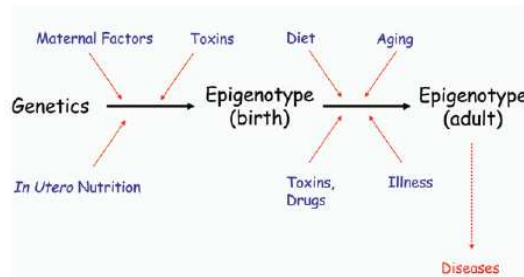 Maternal Factors
Toxins
Diet
Aging
Genetics
Epigenotype
(birth)
Epigenotype
(adult)
In Utero Nutrition
Toxins,
Drugs
Illness
Diseases